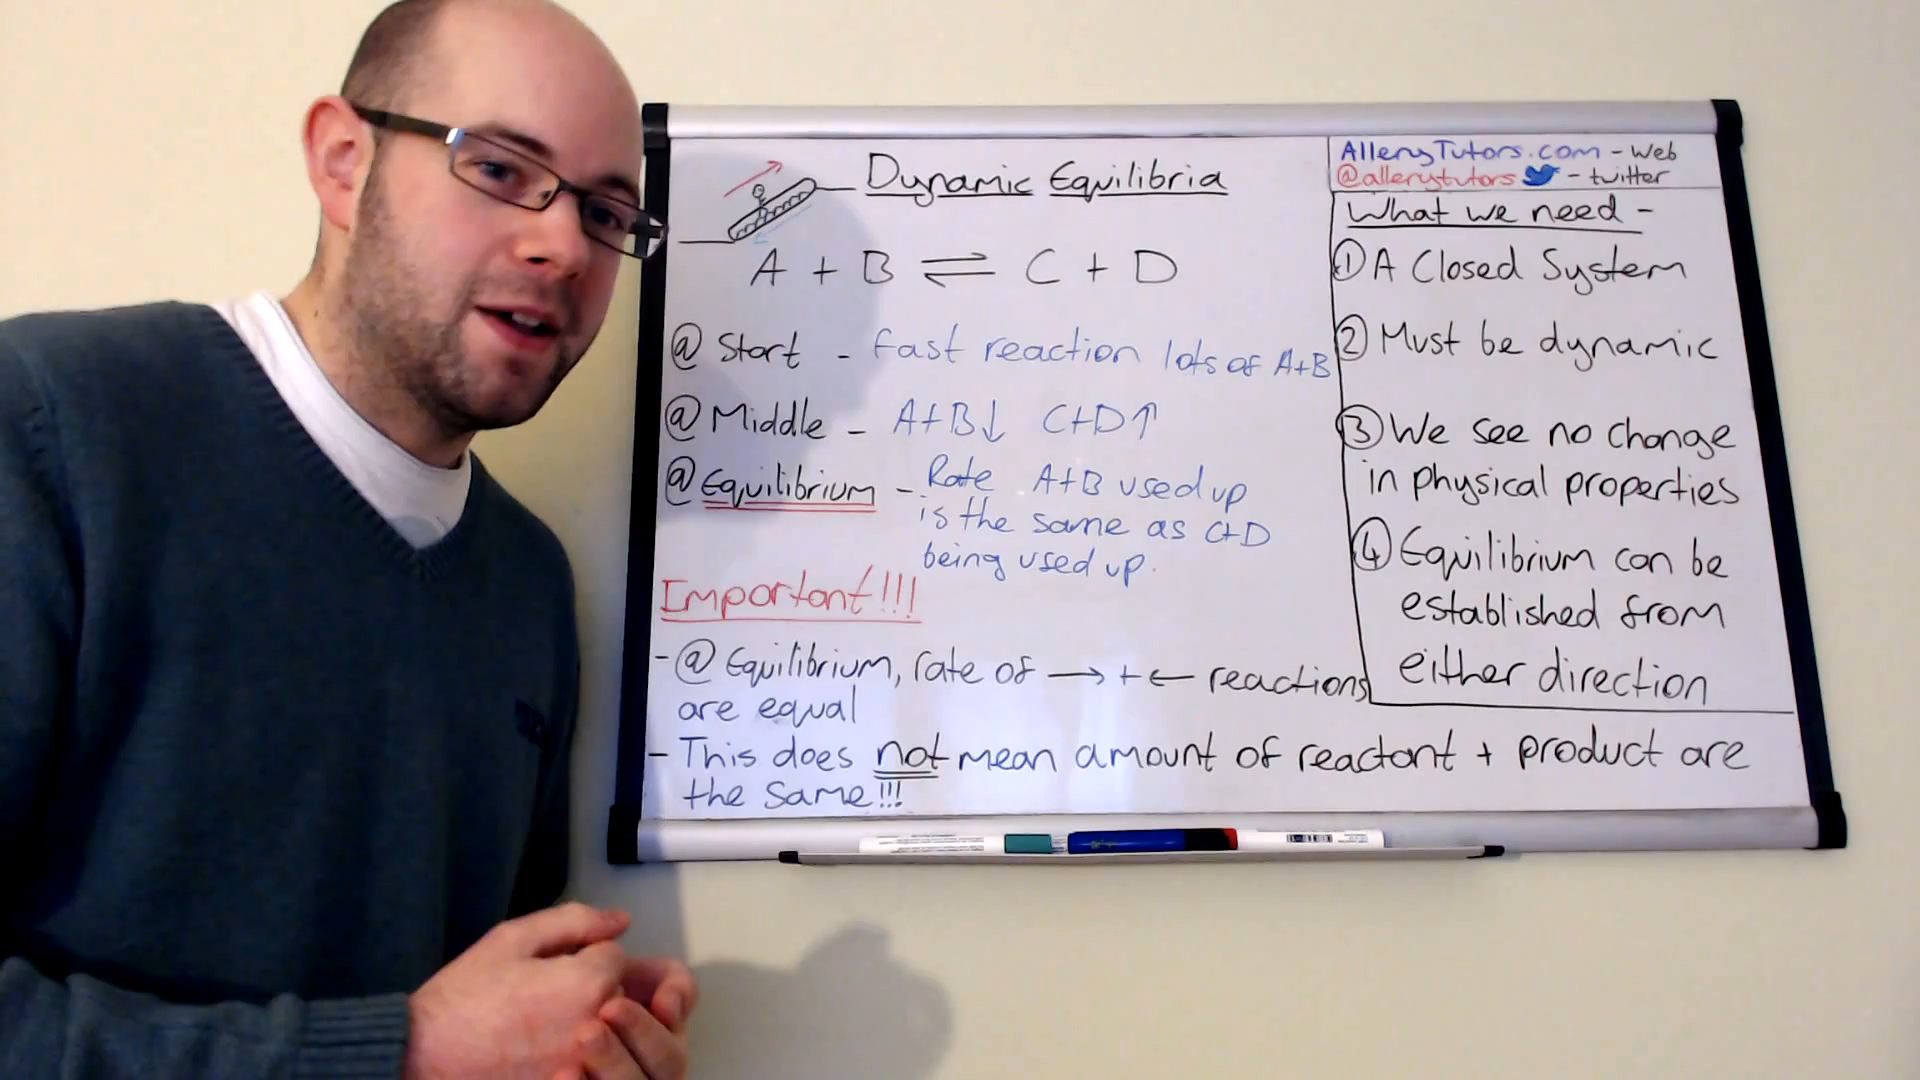 Dynamic Equilibria
A + B ⇌ C + D
@ Start - fast reaction lots of A+B
@ Middle - A+B↓ C+D↑
@ Equilibrium - Rate A+B used up
is the same as C+D
being used up.
Important!!!
- @ Equilibrium, rate of → + ← reactions
are equal
- This does not mean amount of reactant + product are
the same!!!
AlleryTutors.com - Web
@allerytutors - twitter
What we need -
① A Closed System
② Must be dynamic
③ We see no change
in physical properties
④ Equilibrium can be
established from
either direction